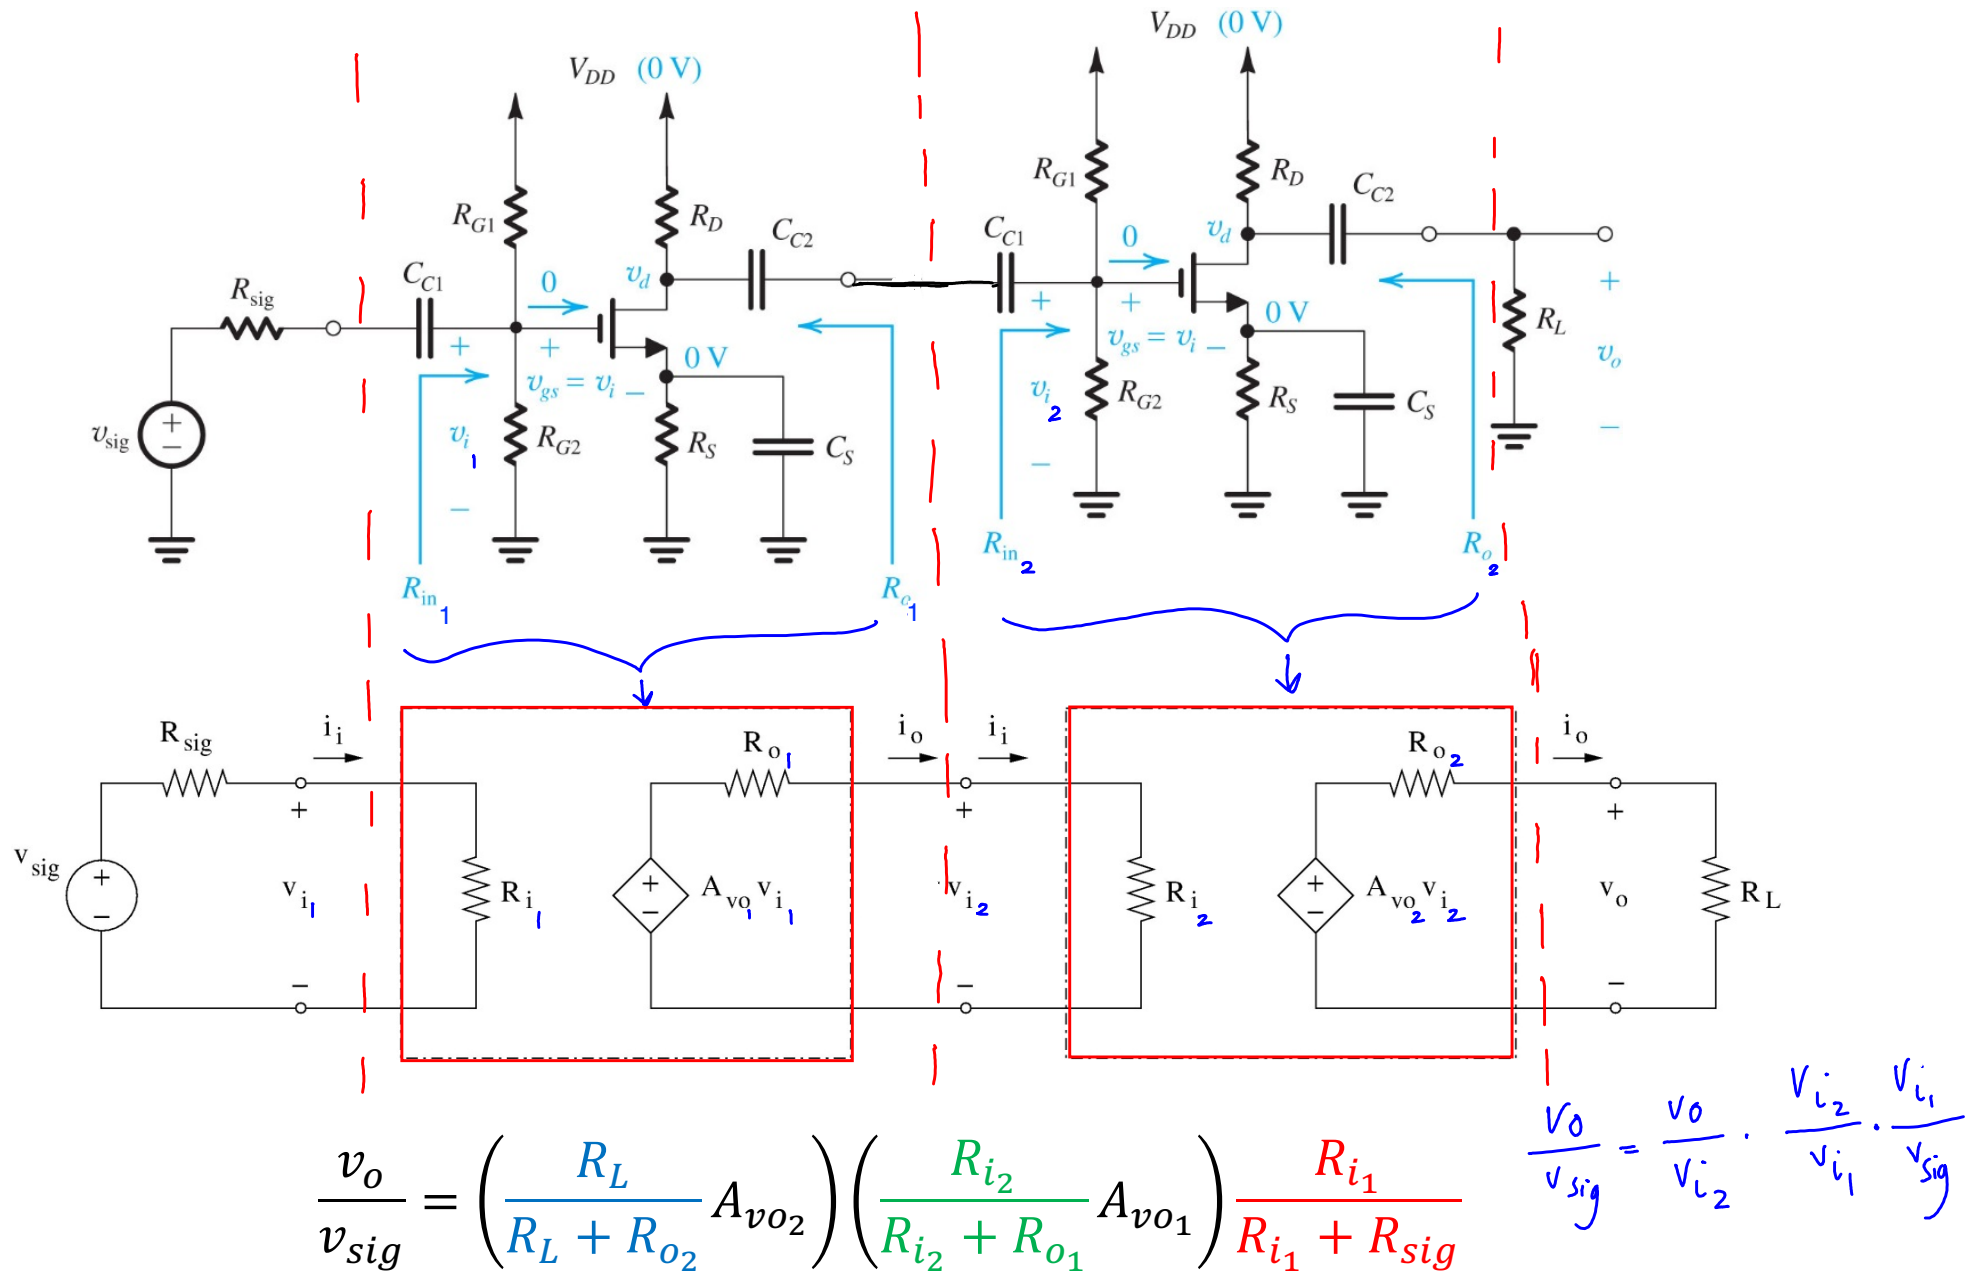 V_DD (0 V)
V_DD (0 V)
R_G1
R_D
C_C2
R_G1
R_D
C_C2
R_sig
C_C1
0
v_d
C_C1
0
v_d
v_sig
+
−
+
+
v_gs = v_i −
0 V
v_i 1
−
R_G2
R_S
C_S
+
+
v_gs = v_i −
0 V
v_i 2
−
R_G2
R_S
C_S
R_L
+
v_o
−
R_in 1
R_o 1
R_in 2
R_o 2
R_sig
i_i
R_o 1
i_o
i_i
R_o 2
i_o
v_sig
+
−
+
v_i 1
−
R_i 1
+
−
A_vo 1 v_i 1
+
v_i 2
−
R_i 2
+
−
A_vo 2 v_i 2
+
v_o
−
R_L
v_o / v_sig = ( R_L / (R_L + R_o2) A_vo2 ) ( R_i2 / (R_i2 + R_o1) A_vo1 ) R_i1 / (R_i1 + R_sig)
v_o / v_sig = v_o / v_i2 · v_i2 / v_i1 · v_i1 / v_sig